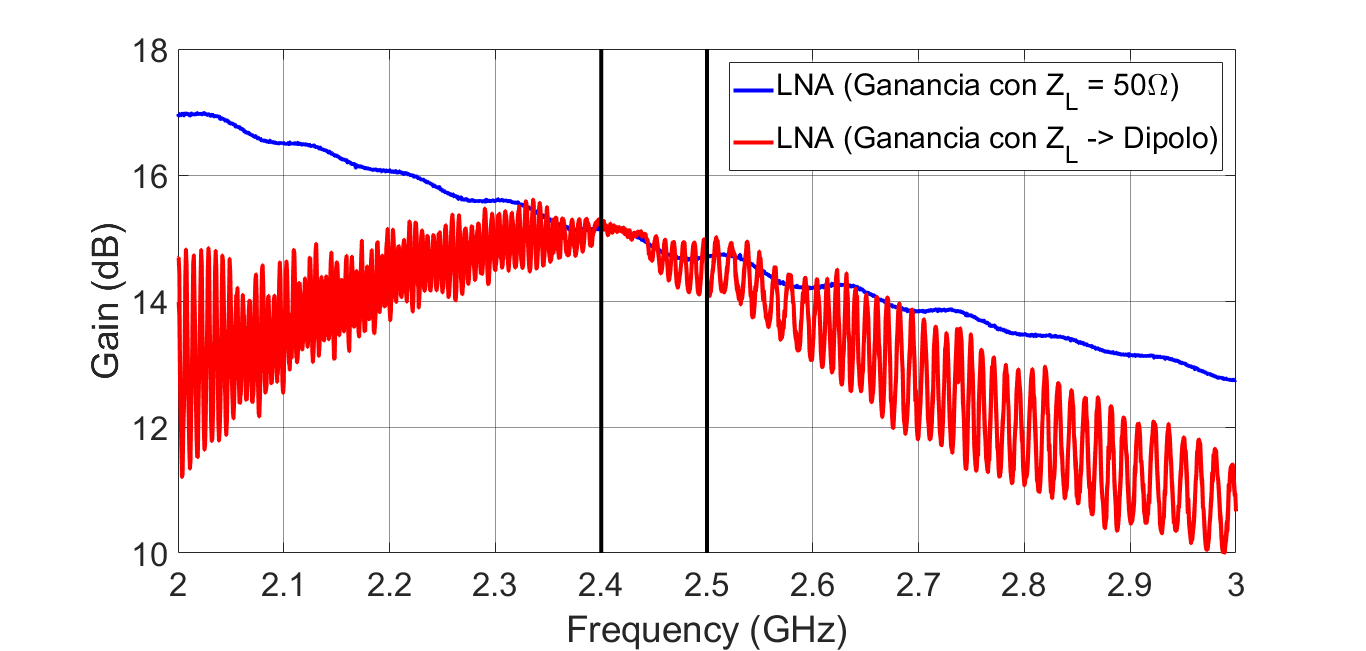 18
16
14
12
10
Gain (dB)
LNA (Ganancia con Z_L = 50Ω)
LNA (Ganancia con Z_L -> Dipolo)
2 2.1 2.2 2.3 2.4 2.5 2.6 2.7 2.8 2.9 3
Frequency (GHz)